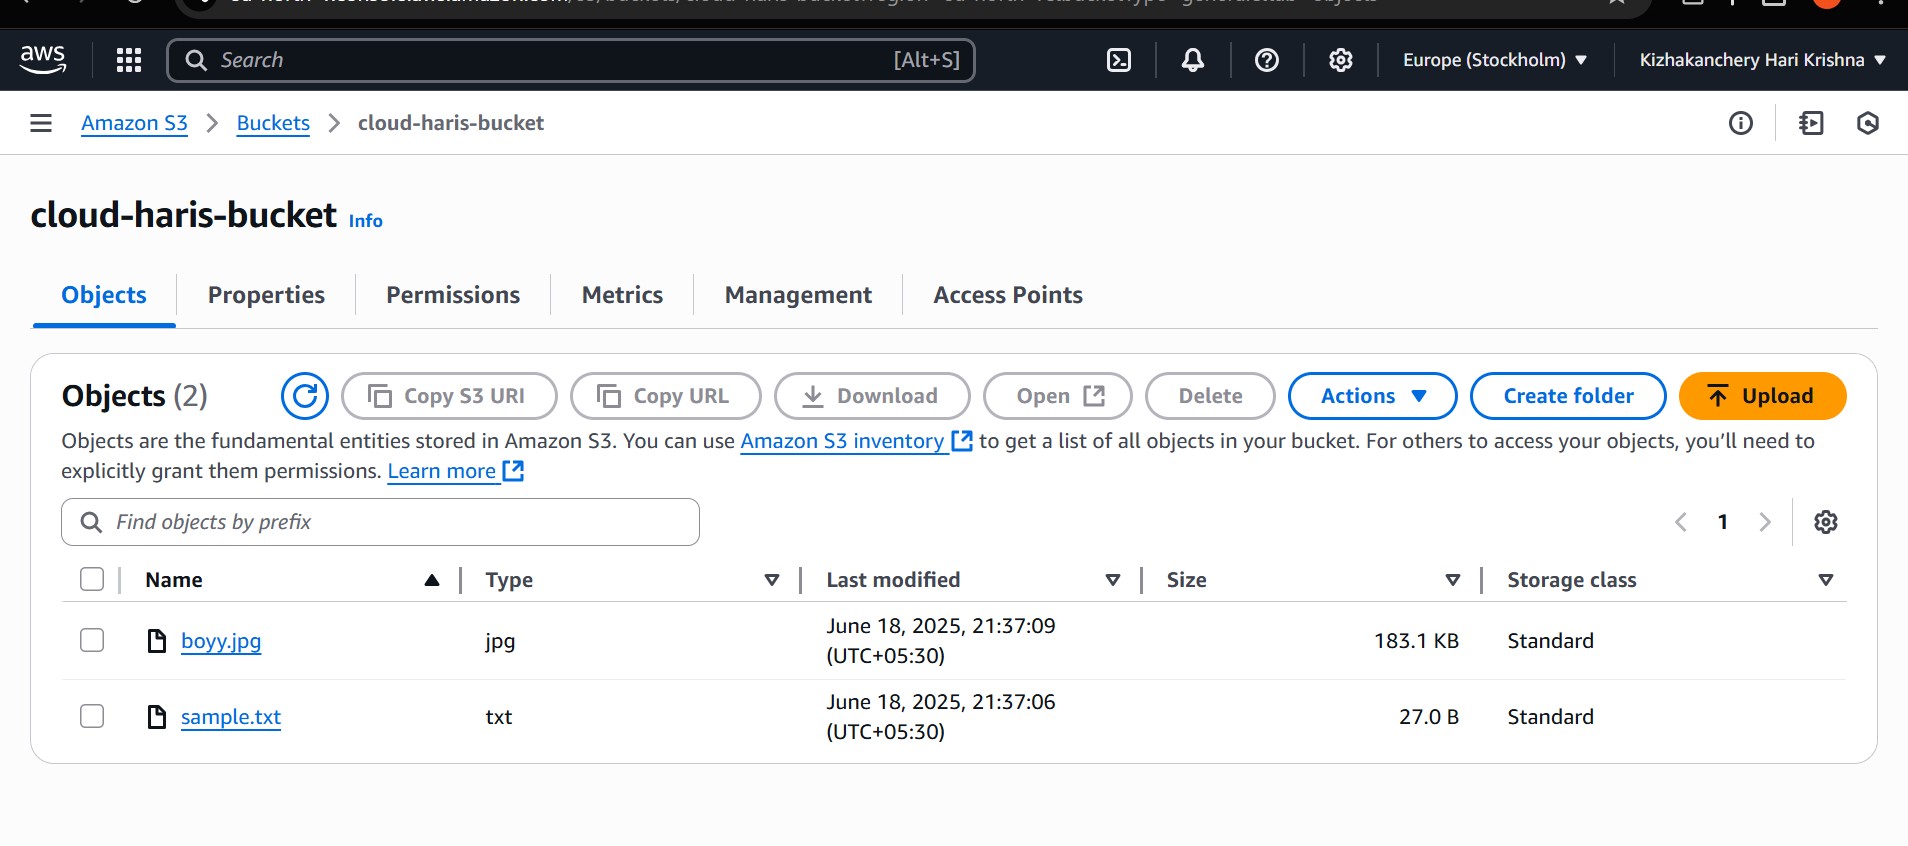 aws
Search [Alt+S]
Europe (Stockholm)
Kizhakanchery Hari Krishna
Amazon S3
Buckets
cloud-haris-bucket
cloud-haris-bucket Info
Objects
Properties
Permissions
Metrics
Management
Access Points
Objects (2)
Copy S3 URI
Copy URL
Download
Open
Delete
Actions
Create folder
Upload
Objects are the fundamental entities stored in Amazon S3. You can use Amazon S3 inventory to get a list of all objects in your bucket. For others to access your objects, you'll need to
explicitly grant them permissions. Learn more
Find objects by prefix
1
Name Type Last modified Size Storage class
boyy.jpg jpg June 18, 2025, 21:37:09 183.1 KB Standard
(UTC+05:30)
sample.txt txt June 18, 2025, 21:37:06 27.0 B Standard
(UTC+05:30)